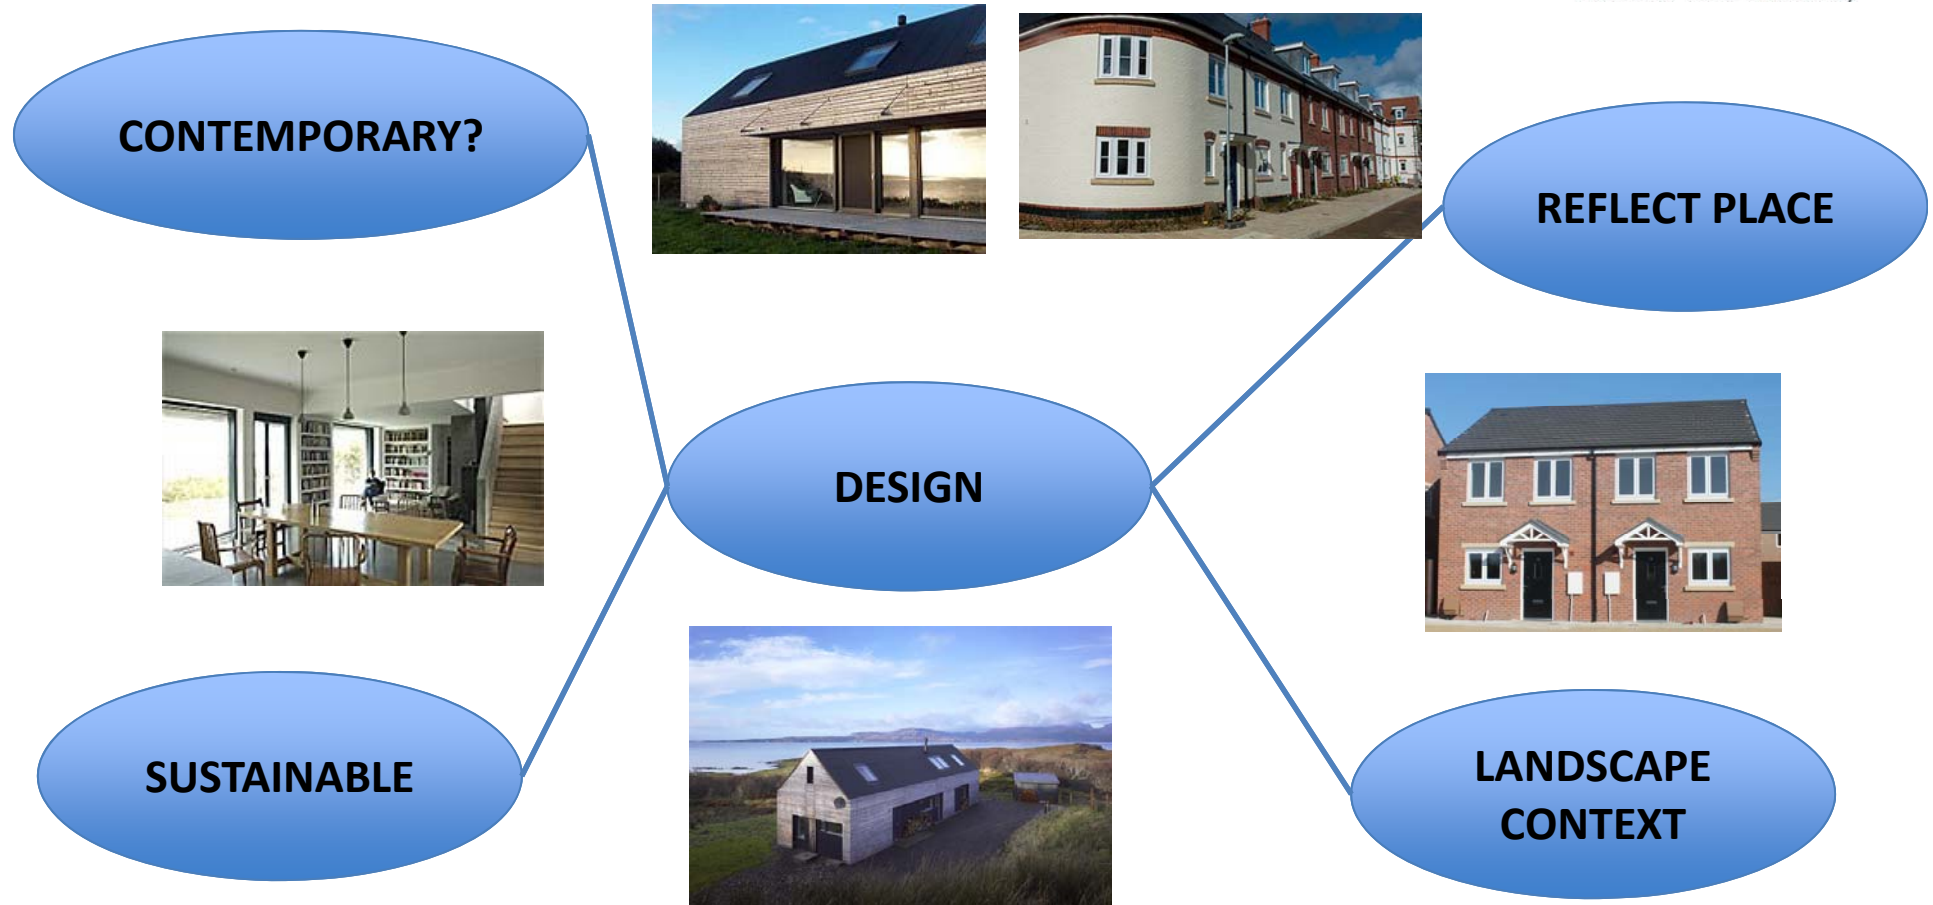 CONTEMPORARY?
REFLECT PLACE
DESIGN
SUSTAINABLE
LANDSCAPE
CONTEXT